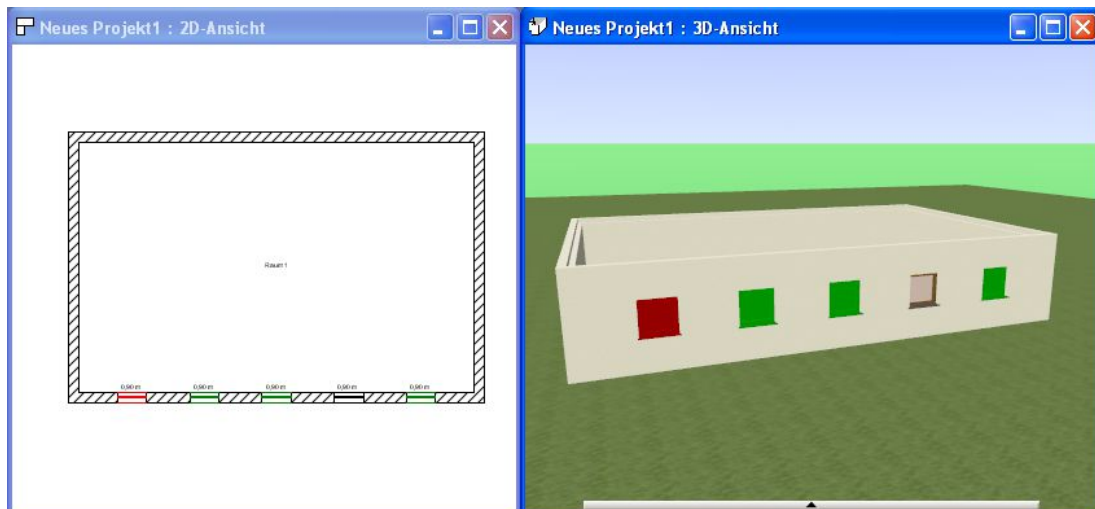 Neues Projekt1 : 2D-Ansicht
Neues Projekt1 : 3D-Ansicht
Raum1
0,90 m 0,90 m 0,90 m 0,90 m 0,90 m